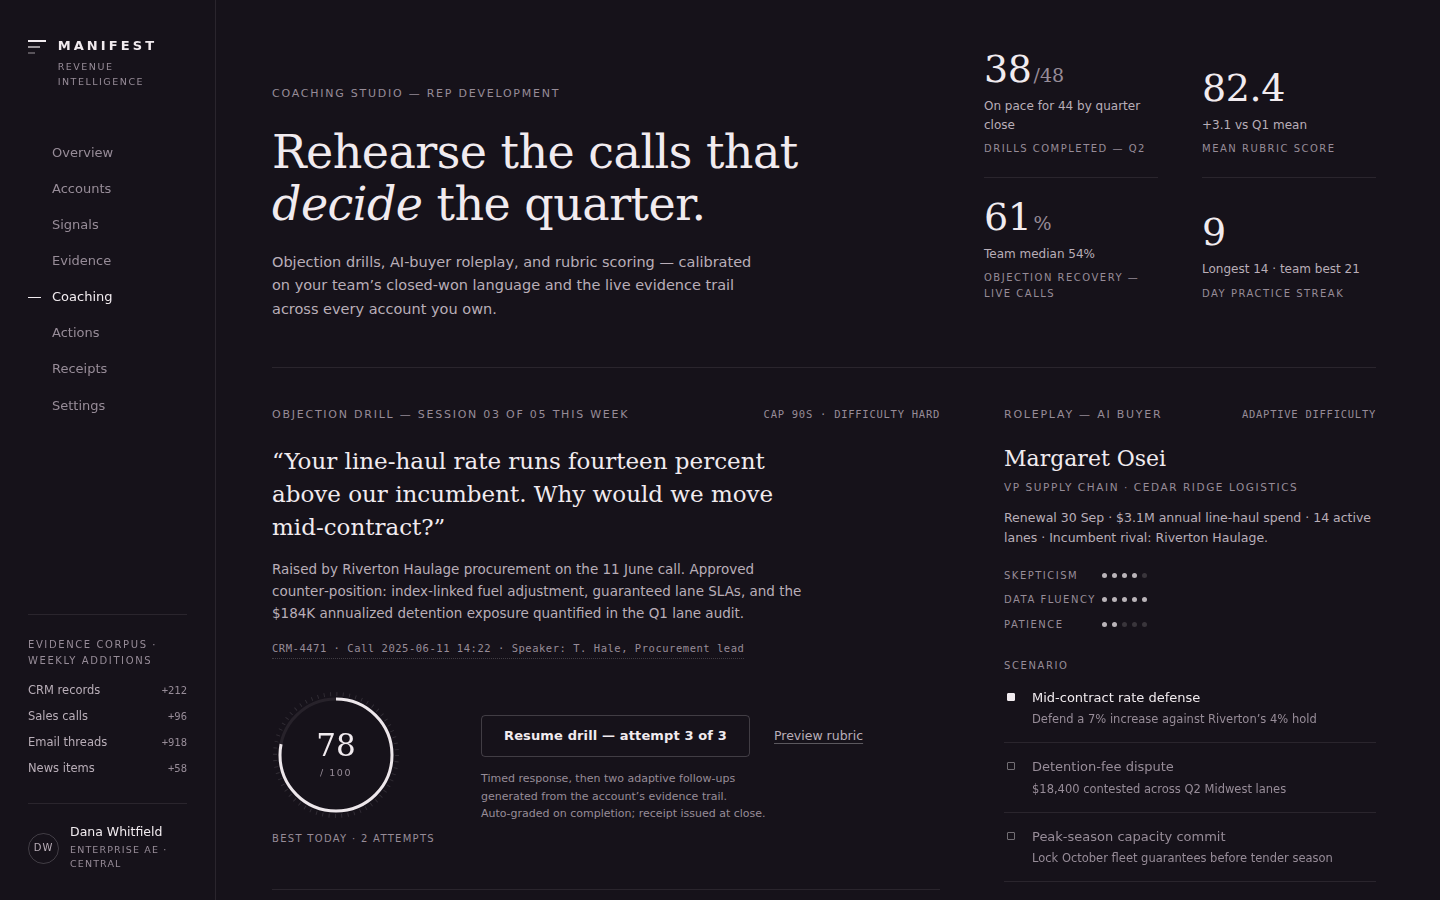 MANIFEST
REVENUE
INTELLIGENCE
Overview
Accounts
Signals
Evidence
Coaching
Actions
Receipts
Settings
EVIDENCE CORPUS ·
WEEKLY ADDITIONS
CRM records +212
Sales calls +96
Email threads +918
News items +58
DW
Dana Whitfield
ENTERPRISE AE ·
CENTRAL
COACHING STUDIO — REP DEVELOPMENT
Rehearse the calls that
decide the quarter.
Objection drills, AI-buyer roleplay, and rubric scoring — calibrated
on your team’s closed-won language and the live evidence trail
across every account you own.
38/48
On pace for 44 by quarter
close
DRILLS COMPLETED — Q2
82.4
+3.1 vs Q1 mean
MEAN RUBRIC SCORE
61%
Team median 54%
OBJECTION RECOVERY —
LIVE CALLS
9
Longest 14 · team best 21
DAY PRACTICE STREAK
OBJECTION DRILL — SESSION 03 OF 05 THIS WEEK
CAP 90S · DIFFICULTY HARD
“Your line-haul rate runs fourteen percent
above our incumbent. Why would we move
mid-contract?”
Raised by Riverton Haulage procurement on the 11 June call. Approved
counter-position: index-linked fuel adjustment, guaranteed lane SLAs, and the
$184K annualized detention exposure quantified in the Q1 lane audit.
CRM-4471 · Call 2025-06-11 14:22 · Speaker: T. Hale, Procurement lead
78
/ 100
BEST TODAY · 2 ATTEMPTS
Resume drill — attempt 3 of 3
Preview rubric
Timed response, then two adaptive follow-ups
generated from the account’s evidence trail.
Auto-graded on completion; receipt issued at close.
ROLEPLAY — AI BUYER
ADAPTIVE DIFFICULTY
Margaret Osei
VP SUPPLY CHAIN · CEDAR RIDGE LOGISTICS
Renewal 30 Sep · $3.1M annual line-haul spend · 14 active
lanes · Incumbent rival: Riverton Haulage.
SKEPTICISM
DATA FLUENCY
PATIENCE
SCENARIO
Mid-contract rate defense
Defend a 7% increase against Riverton’s 4% hold
Detention-fee dispute
$18,400 contested across Q2 Midwest lanes
Peak-season capacity commit
Lock October fleet guarantees before tender season